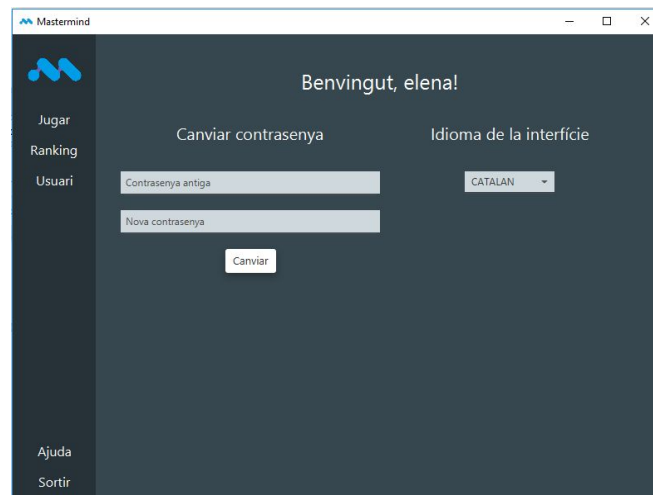 Mastermind
Benvingut, elena!
Jugar
Ranking
Usuari
Canviar contrasenya
Contrasenya antiga
Nova contrasenya
Canviar
Idioma de la interfície
CATALAN
Ajuda
Sortir